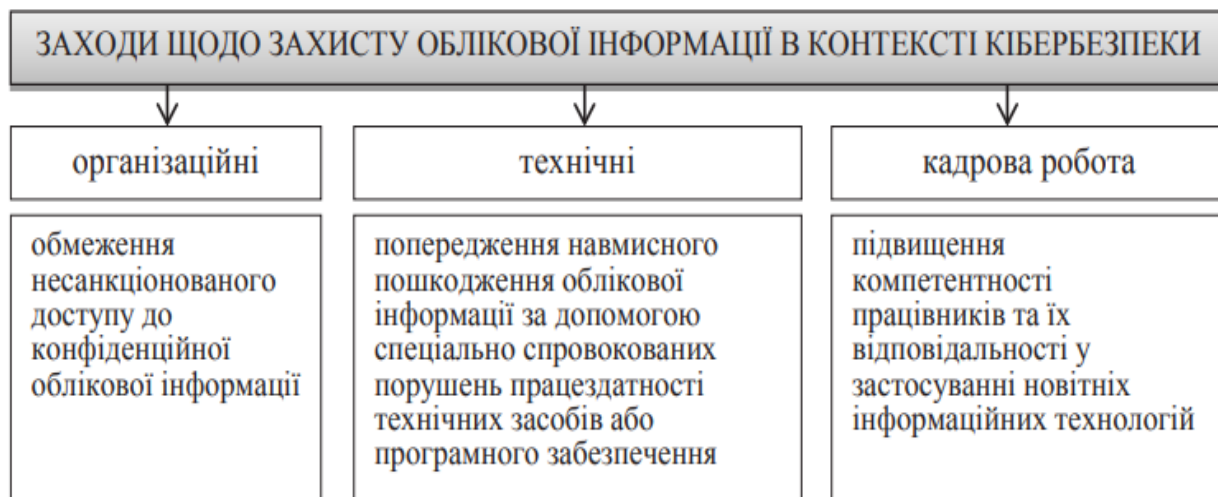 ЗАХОДИ ЩОДО ЗАХИСТУ ОБЛІКОВОЇ ІНФОРМАЦІЇ В КОНТЕКСТІ КІБЕРБЕЗПЕКИ
організаційні
обмеження
несанкціонованого
доступу до
конфіденційної
облікової інформації
технічні
попередження навмисного
пошкодження облікової
інформації за допомогою
спеціально спровокованих
порушень працездатності
технічних засобів або
програмного забезпечення
кадрова робота
підвищення
компетентності
працівників та їх
відповідальності у
застосуванні новітніх
інформаційних технологій